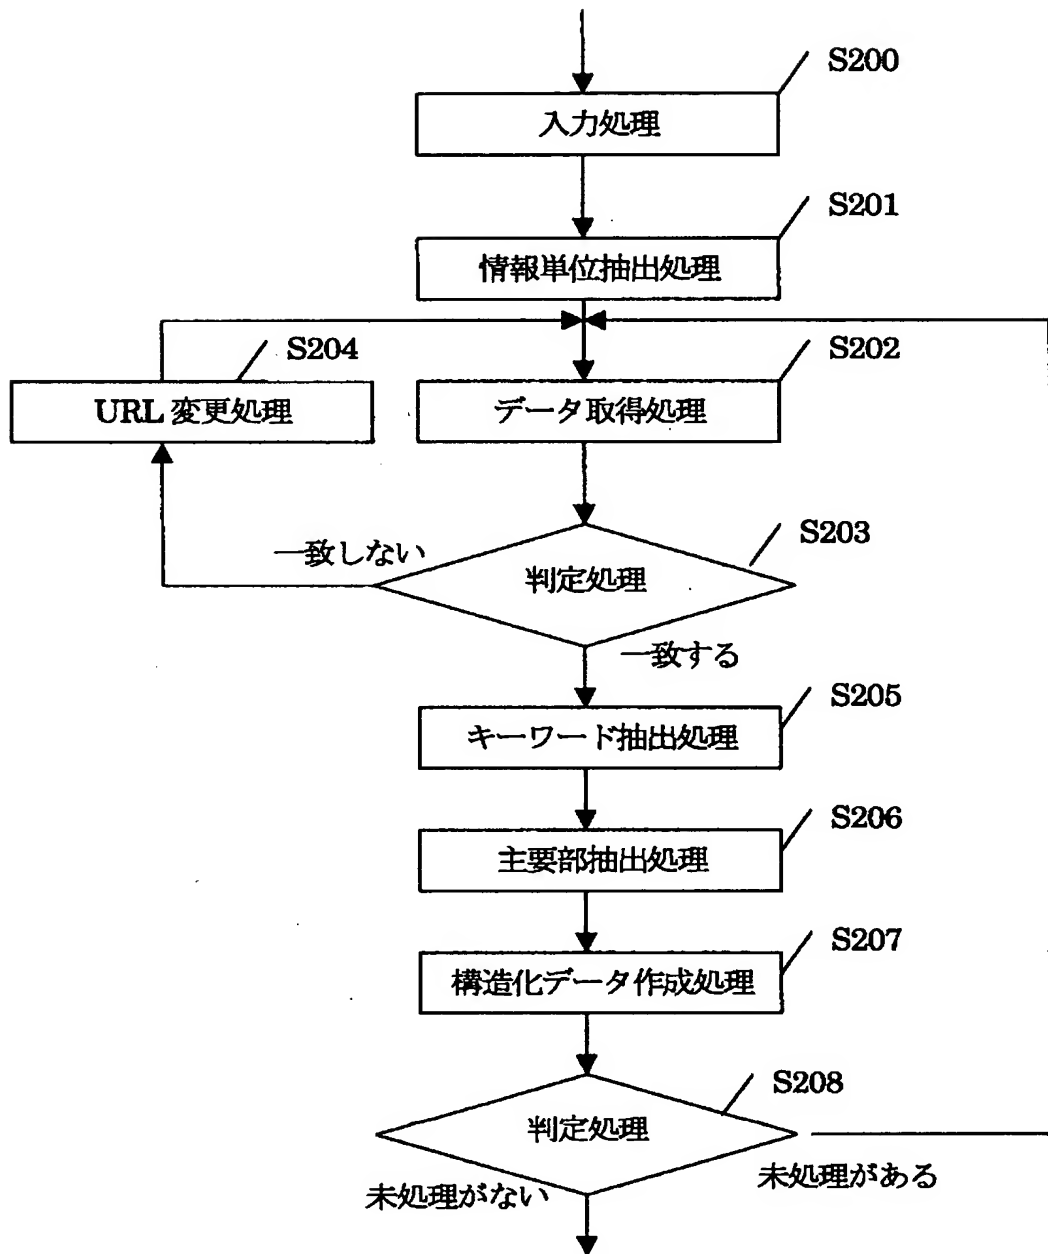 S200
入力処理
S201
情報単位抽出処理
S204
S202
URL 変更処理
データ取得処理
S203
一致しない
判定処理
一致する
S205
キーワード抽出処理
S206
主要部抽出処理
S207
構造化データ作成処理
S208
判定処理
未処理がある
未処理がない